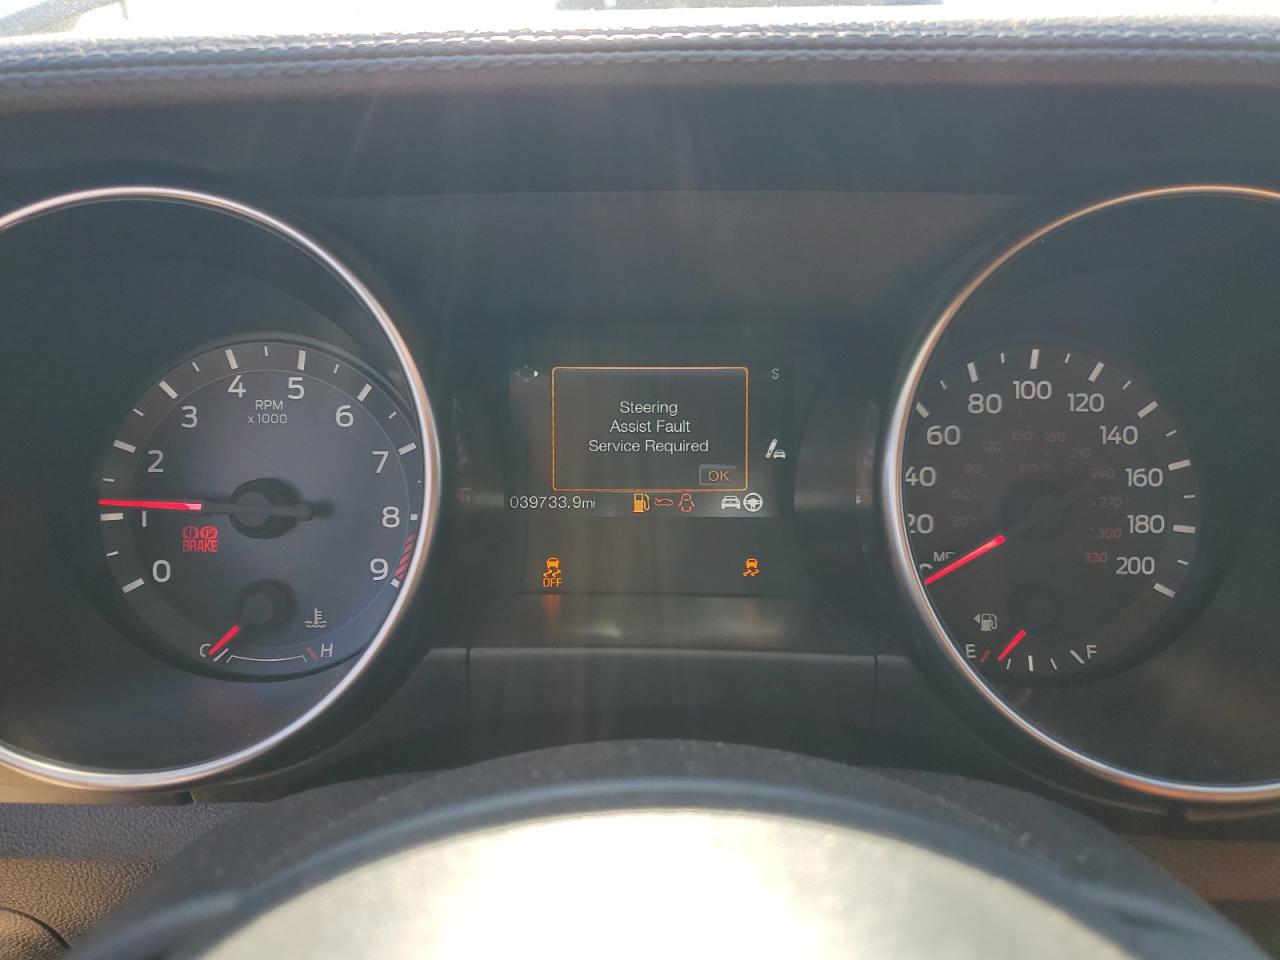 Steering
Assist Fault
Service Required
OK
S
039733.9mi
OFF
RPM
x1000
0
1
2
3
4
5
6
7
8
9
BRAKE
P
C
H
20
40
60
80
100
120
140
160
180
200
30
60
90
120
150
180
210
240
270
300
330
km/h
E
F